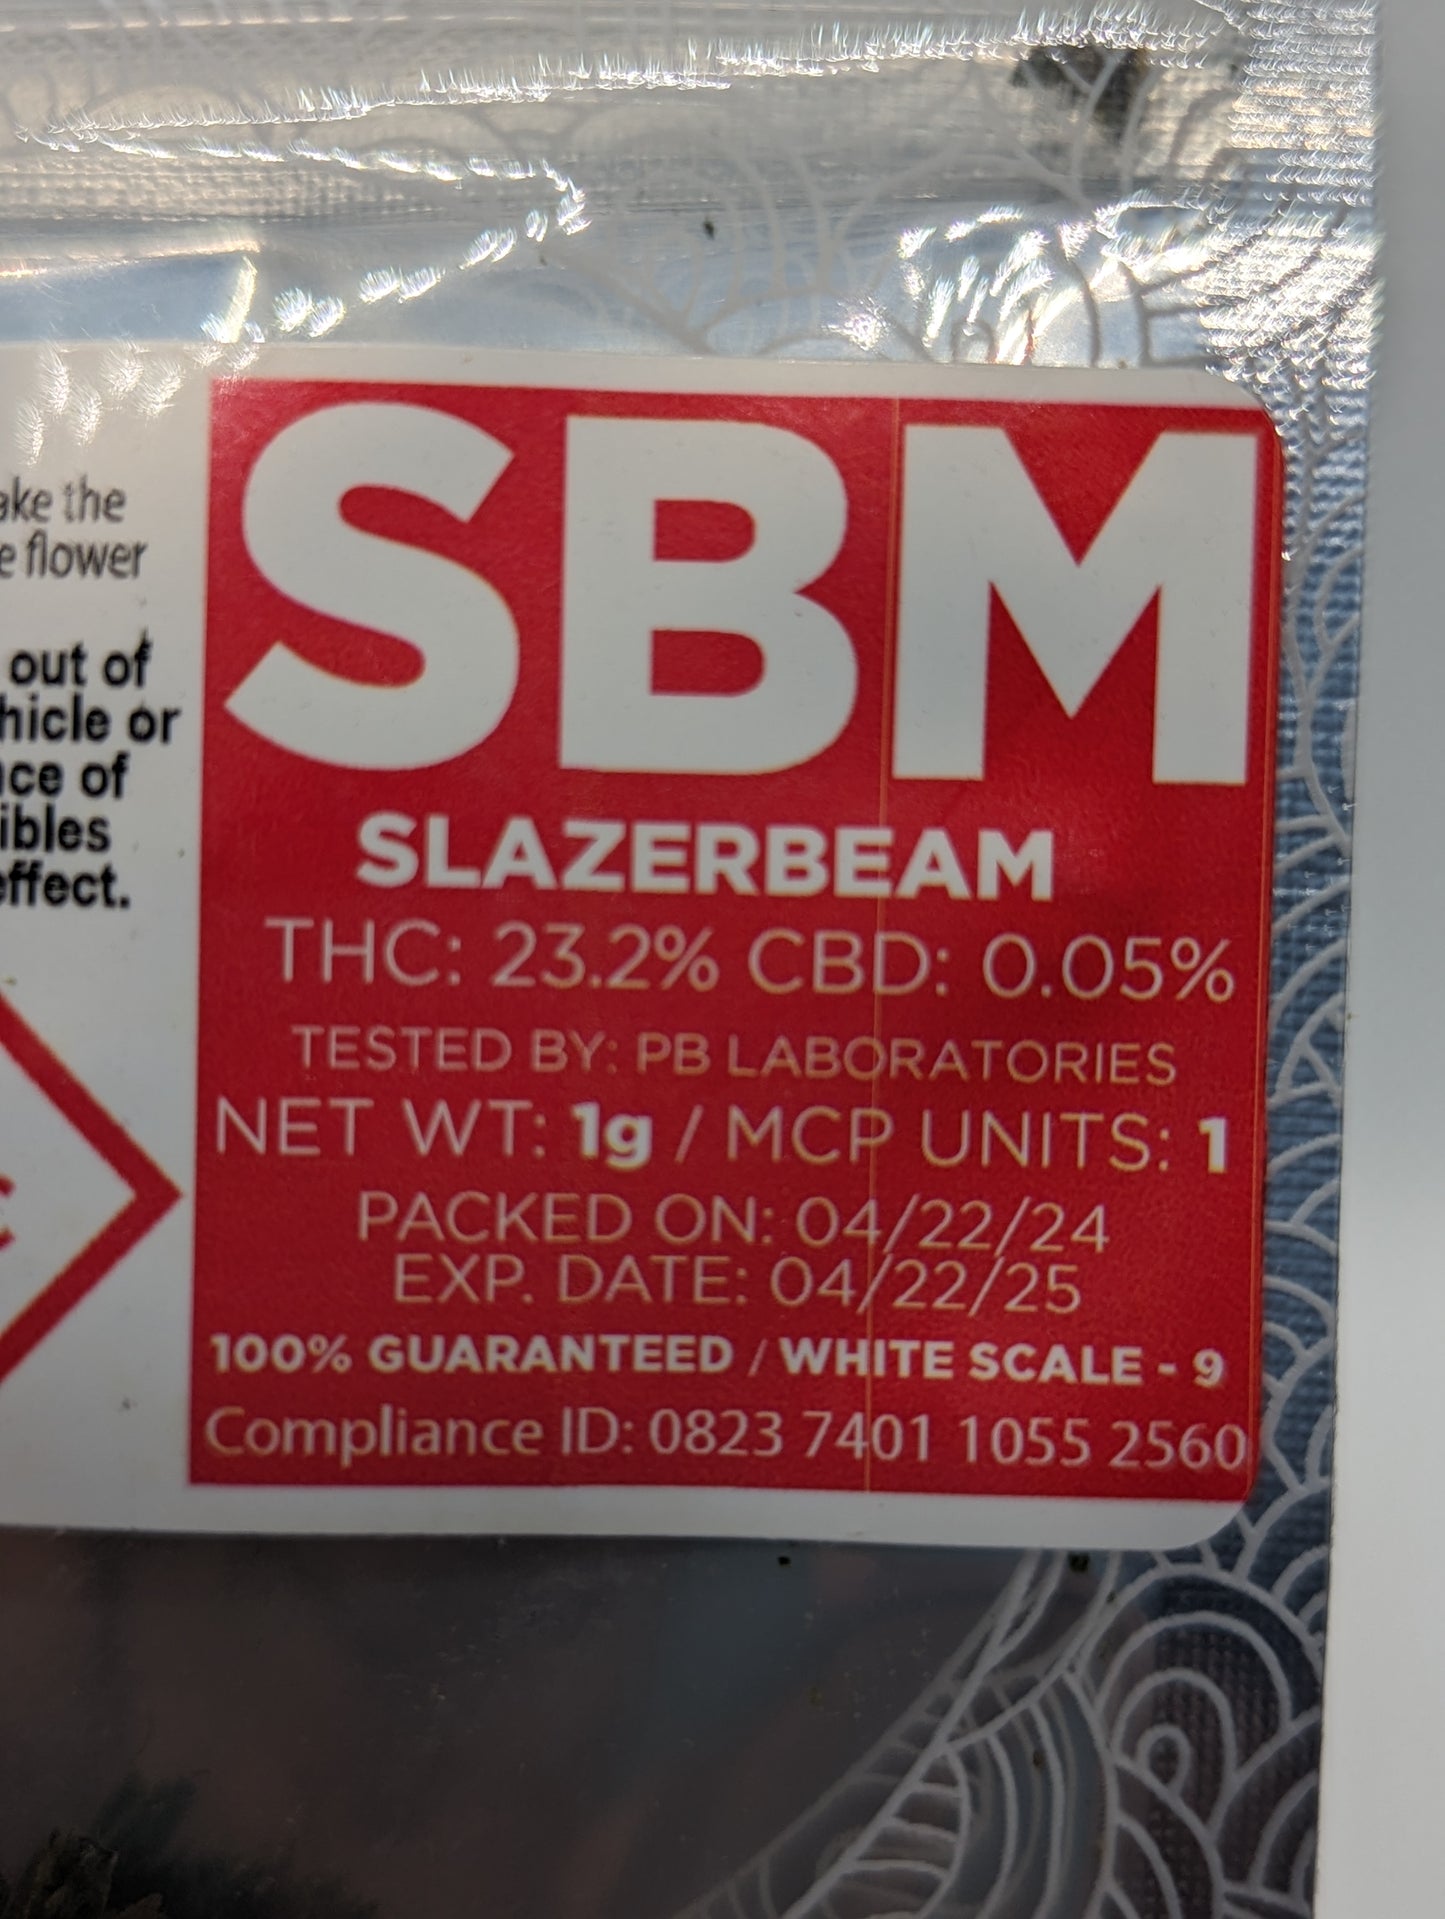 ake the
e flower
out of
hicle or
nce of
ibles
effect.
SBM
SLAZERBEAM
THC: 23.2% CBD: 0.05%
TESTED BY: PB LABORATORIES
NET WT: 1g / MCP UNITS: 1
PACKED ON: 04/22/24
EXP. DATE: 04/22/25
100% GUARANTEED / WHITE SCALE - 9
Compliance ID: 0823 7401 1055 2560